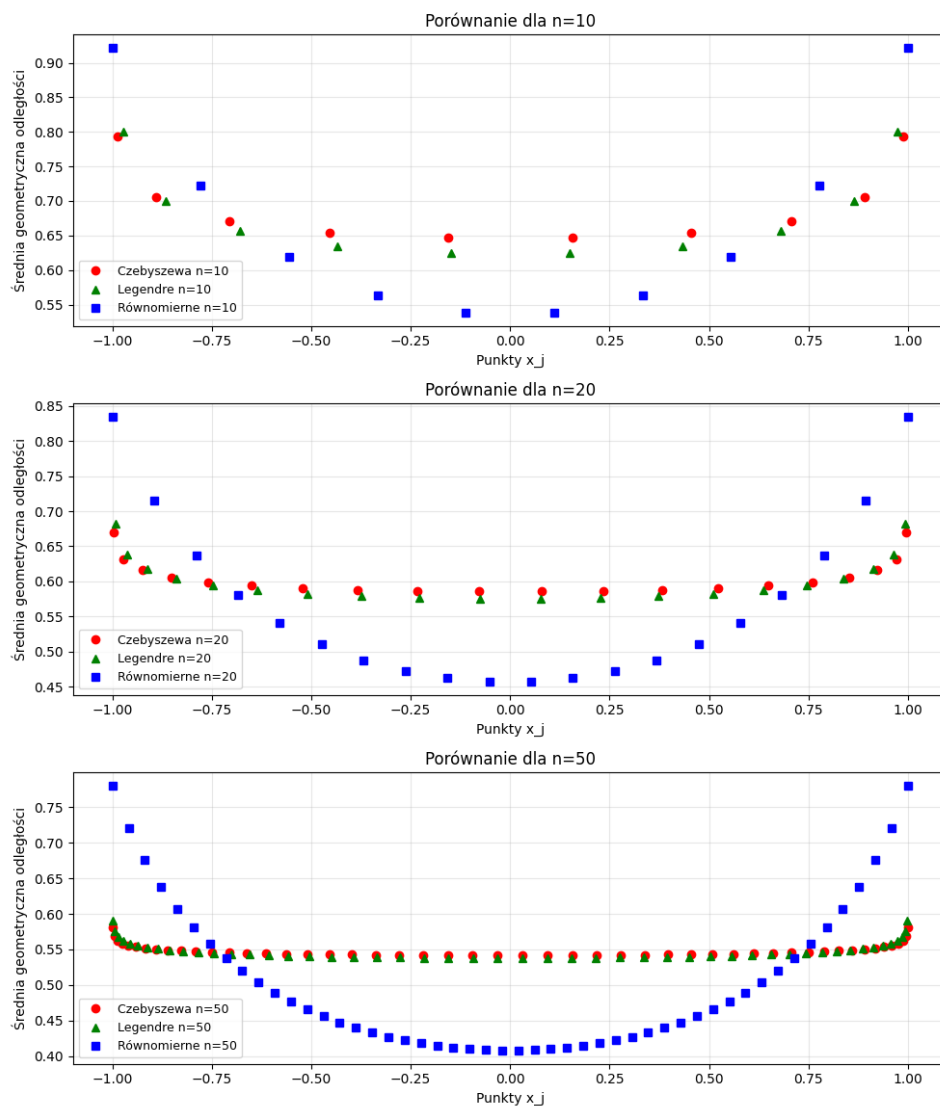 Porównanie dla n=10
Średnia geometryczna odległości
0.90
0.85
0.80
0.75
0.70
0.65
0.60
0.55
Czebyszewa n=10
Legendre n=10
Równomierne n=10
−1.00 −0.75 −0.50 −0.25 0.00 0.25 0.50 0.75 1.00
Punkty x_j
Porównanie dla n=20
Średnia geometryczna odległości
0.85
0.80
0.75
0.70
0.65
0.60
0.55
0.50
0.45
Czebyszewa n=20
Legendre n=20
Równomierne n=20
−1.00 −0.75 −0.50 −0.25 0.00 0.25 0.50 0.75 1.00
Punkty x_j
Porównanie dla n=50
Średnia geometryczna odległości
0.75
0.70
0.65
0.60
0.55
0.50
0.45
0.40
Czebyszewa n=50
Legendre n=50
Równomierne n=50
−1.00 −0.75 −0.50 −0.25 0.00 0.25 0.50 0.75 1.00
Punkty x_j